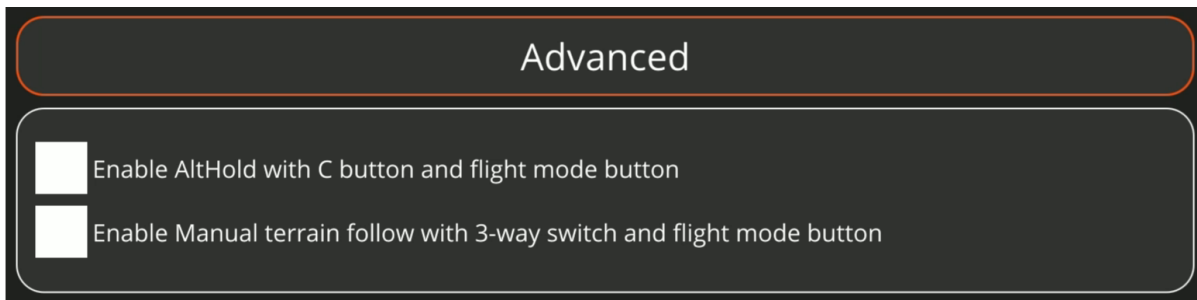 Advanced
Enable AltHold with C button and flight mode button
Enable Manual terrain follow with 3-way switch and flight mode button